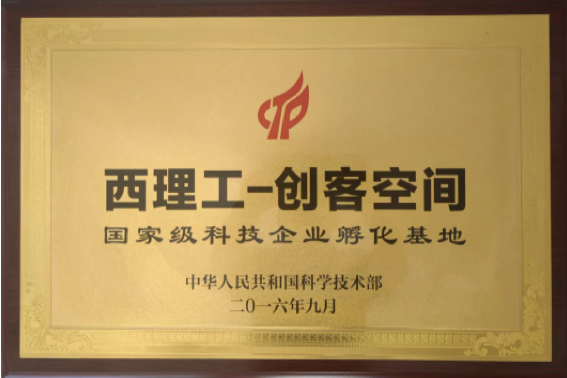 西理工-创客空间
国家级科技企业孵化基地
中华人民共和国科学技术部
二〇一六年九月